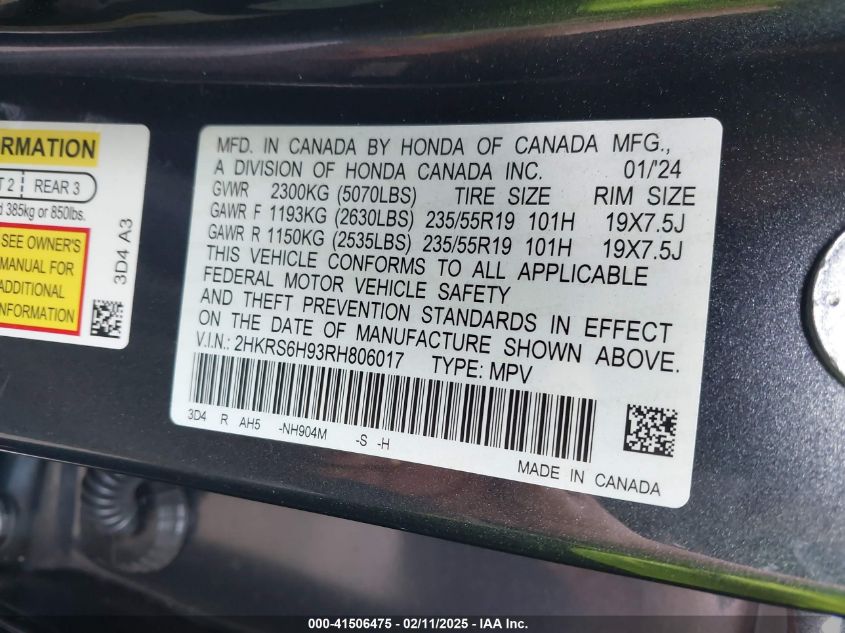 ORMATION
T 2 REAR 3
d 385kg or 850lbs.
SEE OWNER'S
MANUAL FOR
ADDITIONAL
INFORMATION
3D4 A3
MFD. IN CANADA BY HONDA OF CANADA MFG.,
A DIVISION OF HONDA CANADA INC. 01/'24
GVWR 2300KG (5070LBS) TIRE SIZE RIM SIZE
GAWR F 1193KG (2630LBS) 235/55R19 101H 19X7.5J
GAWR R 1150KG (2535LBS) 235/55R19 101H 19X7.5J
THIS VEHICLE CONFORMS TO ALL APPLICABLE
FEDERAL MOTOR VEHICLE SAFETY
AND THEFT PREVENTION STANDARDS IN EFFECT
ON THE DATE OF MANUFACTURE SHOWN ABOVE.
V.I.N.: 2HKRS6H93RH806017 TYPE: MPV
3D4 R AH5 -NH904M -S -H
MADE IN CANADA
000-41506475 - 02/11/2025 - IAA Inc.